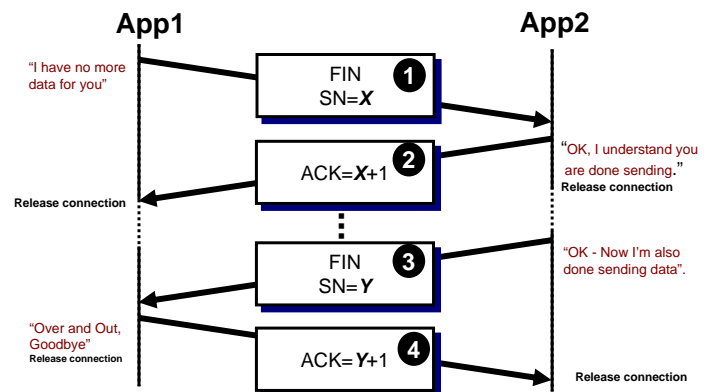 App1
App2
"I have no more
data for you"
FIN
SN=X
1
"OK, I understand you
are done sending."
Release connection
ACK=X+1
2
Release connection
FIN
SN=Y
3
"OK - Now I'm also
done sending data".
"Over and Out,
Goodbye"
Release connection
ACK=Y+1
4
Release connection